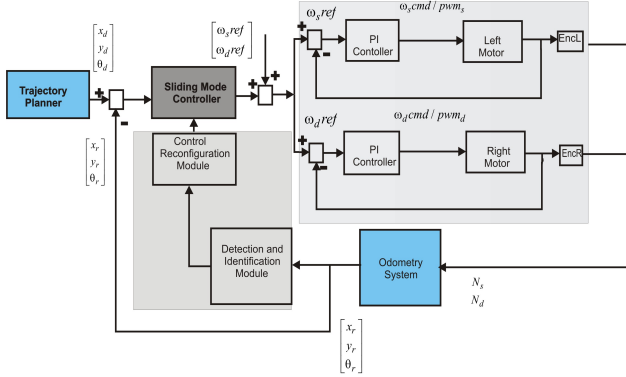 ω_s cmd / pwm_s
ω_s ref
x_d
y_d
θ_d
ω_s ref
ω_d ref
+
-
PI
Contoller
Left
Motor
EncL
Trajectory
Planner
+
-
Sliding Mode
Controller
+
+
ω_d cmd / pwm_d
ω_d ref
x_r
y_r
θ_r
Control
Reconfiguration
Module
+
-
PI
Controller
Right
Motor
EncR
Detection and
Identification
Module
Odometry
System
N_s
N_d
x_r
y_r
θ_r